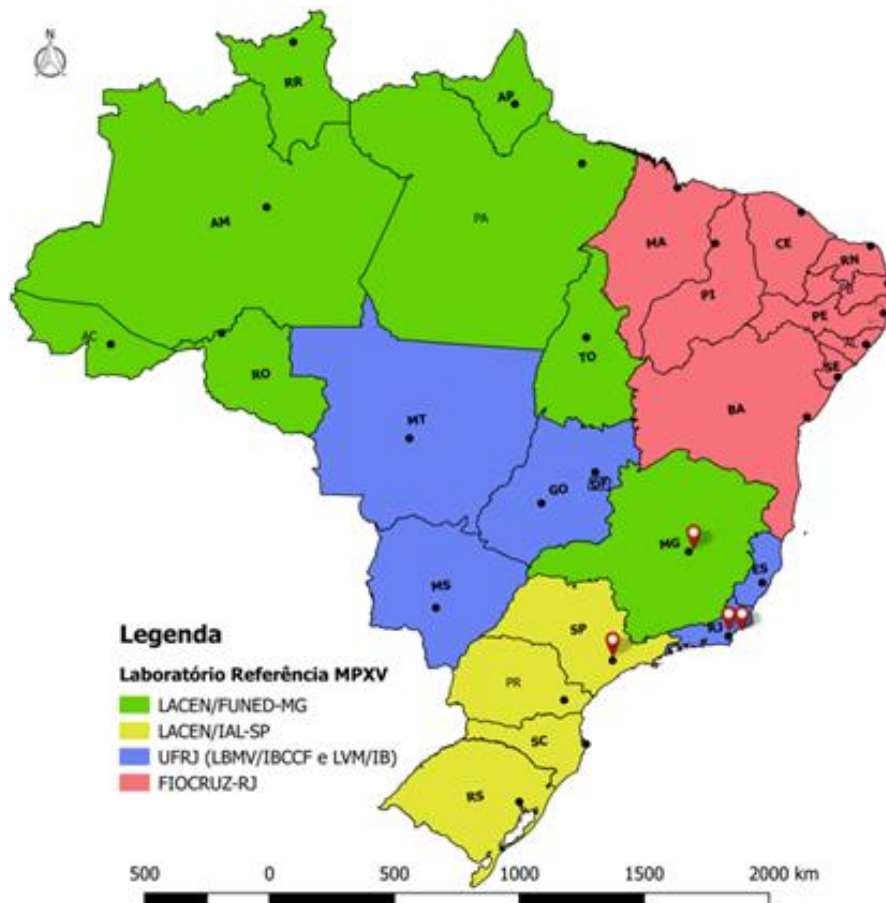 N
RR
AP
AM
PA
MA
CE
RN
PB
PI
PE
AC
AL
TO
SE
RO
BA
MT
GO
DF
MG
ES
MS
RJ
SP
PR
SC
RS
Legenda
Laboratório Referência MPXV
LACEN/FUNED-MG
LACEN/IAL-SP
UFRJ (LBMV/IBCCF e LVM/IB)
FIOCRUZ-RJ
500 0 500 1000 1500 2000 km